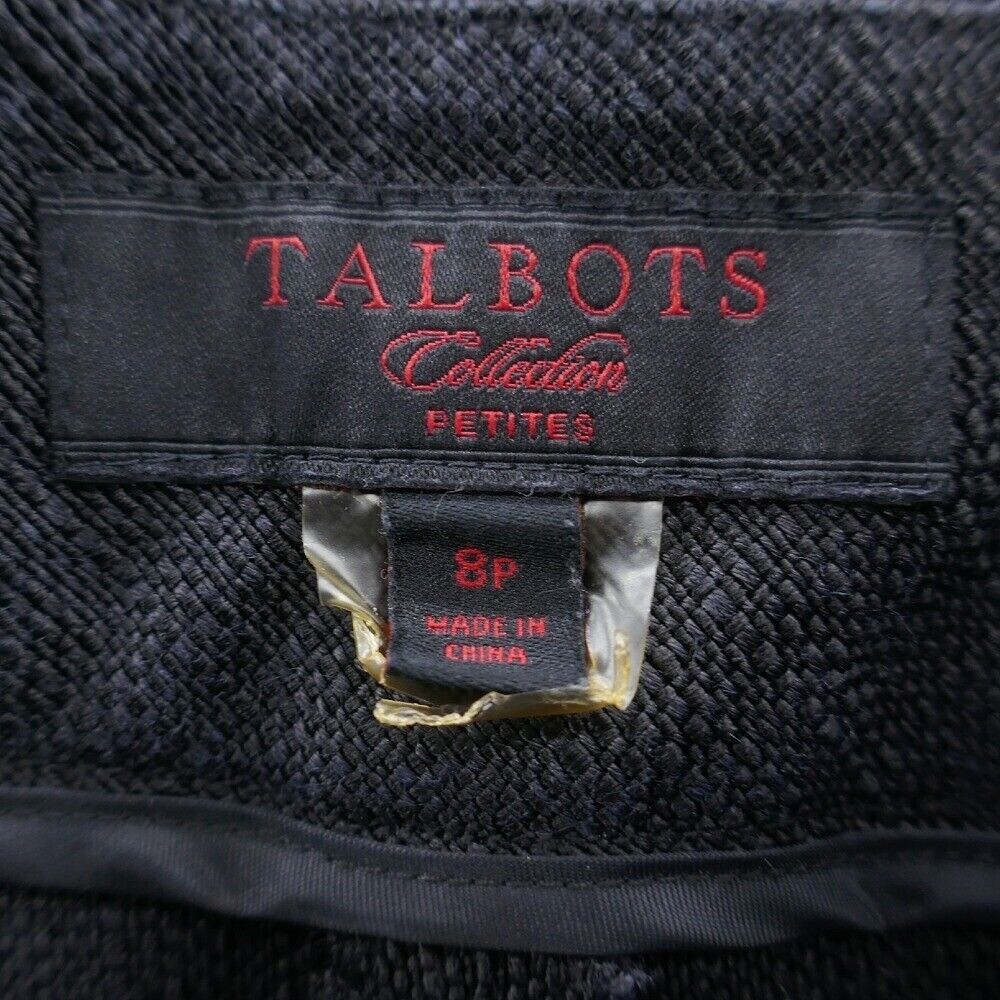 TALBOTS
Collection
PETITES
8P
MADE IN
CHINA